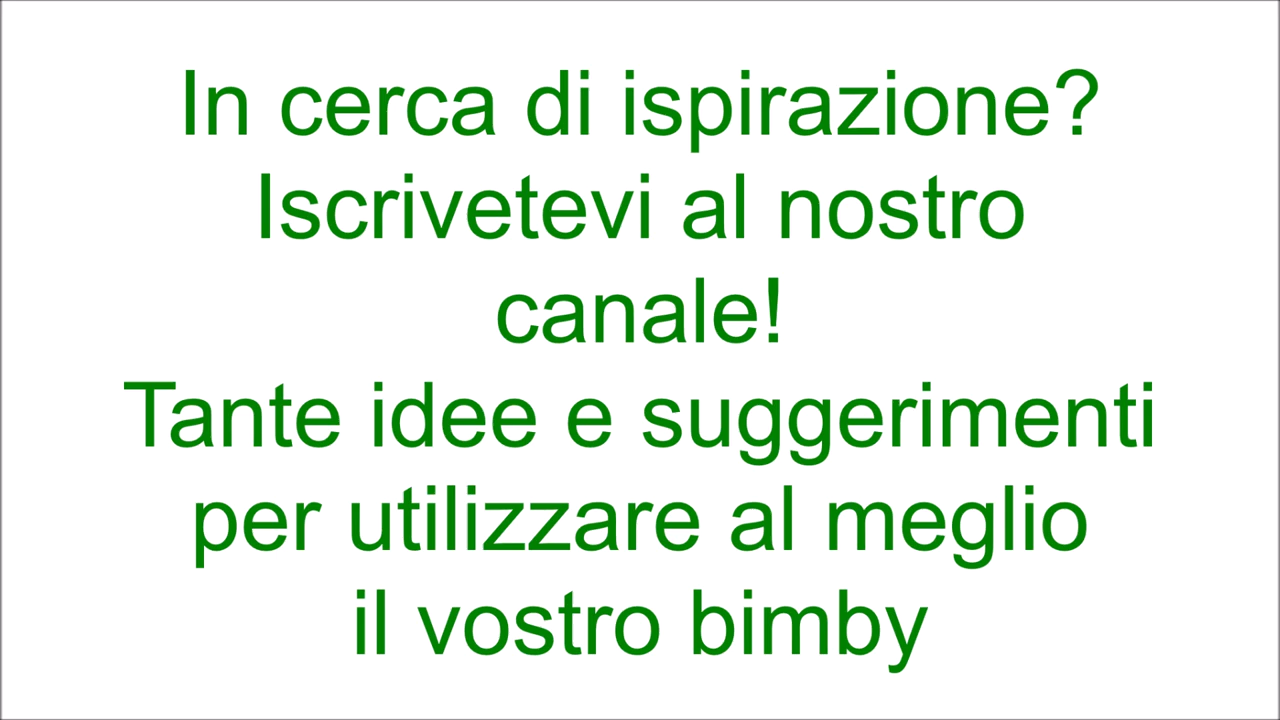 In cerca di ispirazione?
Iscrivetevi al nostro
canale!
Tante idee e suggerimenti
per utilizzare al meglio
il vostro bimby